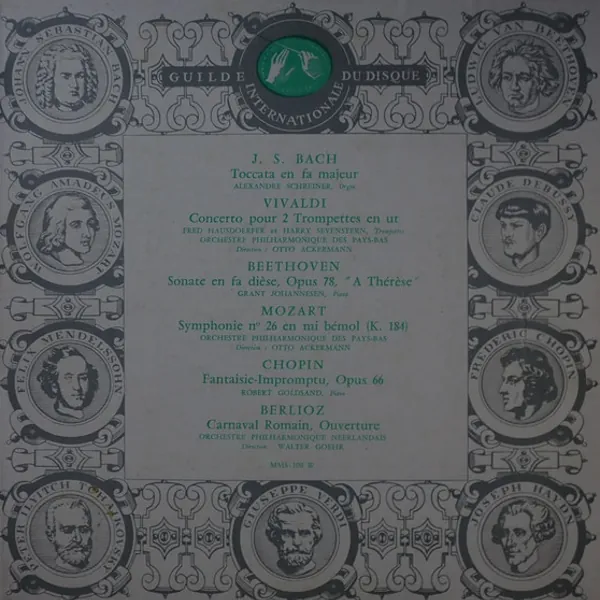 JOHANN SEBASTIAN BACH
GUILDE INTERNATIONALE DU DISQUE
LUDWIG VAN BEETHOVEN
WOLFGANG AMADEUS MOZART
CLAUDE DEBUSSY
FELIX MENDELSSOHN
FREDERIC CHOPIN
J. S. BACH
Toccata en fa majeur
ALEXANDRE SCHREINER, Orgue
VIVALDI
Concerto pour 2 Trompettes en ut
FRED HAUSDOERFER et HARRY SEVENSTERN, Trompettes
ORCHESTRE PHILHARMONIQUE DES PAYS-BAS
Direction : OTTO ACKERMANN
BEETHOVEN
Sonate en fa dièse, Opus 78, "A Thérèse"
GRANT JOHANNESEN, Piano
MOZART
Symphonie nº 26 en mi bémol (K. 184)
ORCHESTRE PHILHARMONIQUE DES PAYS-BAS
Direction : OTTO ACKERMANN
CHOPIN
Fantaisie-Impromptu, Opus 66
ROBERT GOLDSAND, Piano
BERLIOZ
Carnaval Romain, Ouverture
ORCHESTRE PHILHARMONIQUE NEERLANDAIS
Direction : WALTER GOEHR
PETER ILYITCH TCHAIKOVSKY
GIUSEPPE VERDI
JOSEPH HAYDN